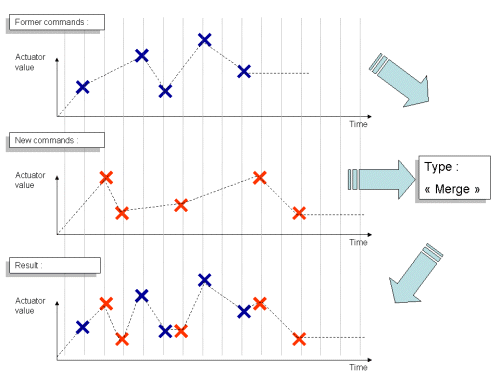 Former commands :
Actuator
value
Time
New commands :
Actuator
value
Time
Type :
« Merge »
Result :
Actuator
value
Time